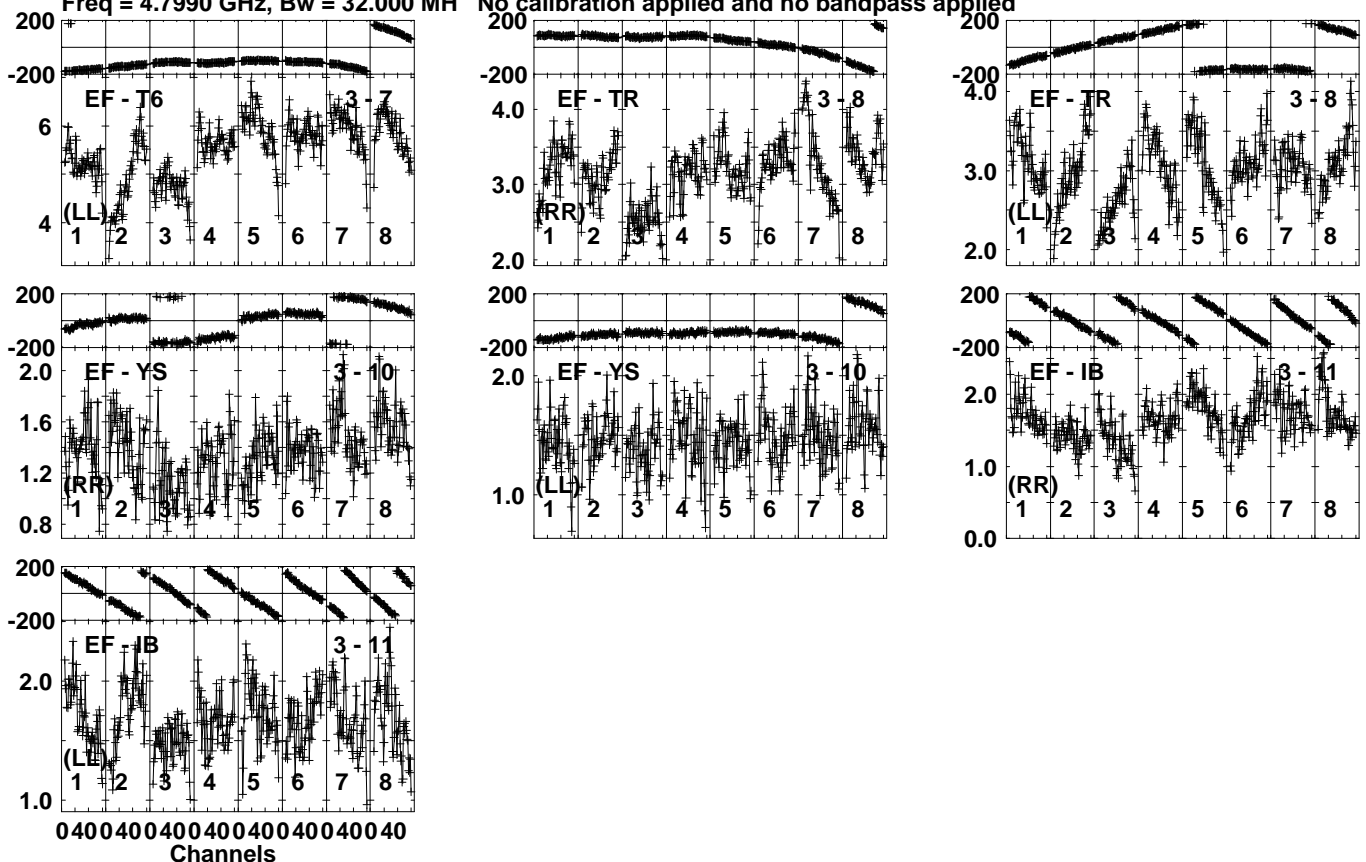 Freq = 4.7990 GHz, Bw = 32.000 MH No calibration applied and no bandpass applied
200
-200
EF - T6 3 - 7
6
4
(LL)
1 2 3 4 5 6 7 8
200
-200
EF - TR 3 - 8
4.0
3.0
2.0
(RR)
1 2 3 4 5 6 7 8
200
-200
EF - TR 3 - 8
4.0
3.0
2.0
(LL)
1 2 3 4 5 6 7 8
200
-200
EF - YS 3 - 10
2.0
1.6
1.2
0.8
(RR)
1 2 3 4 5 6 7 8
200
-200
EF - YS 3 - 10
2.0
1.0
(LL)
1 2 3 4 5 6 7 8
200
-200
EF - IB 3 - 11
2.0
1.0
0.0
(RR)
1 2 3 4 5 6 7 8
200
-200
EF - IB 3 - 11
2.0
1.0
(LL)
1 2 3 4 5 6 7 8
0 40 0 40 0 40 0 40 0 40 0 40 0 40 0 40
Channels